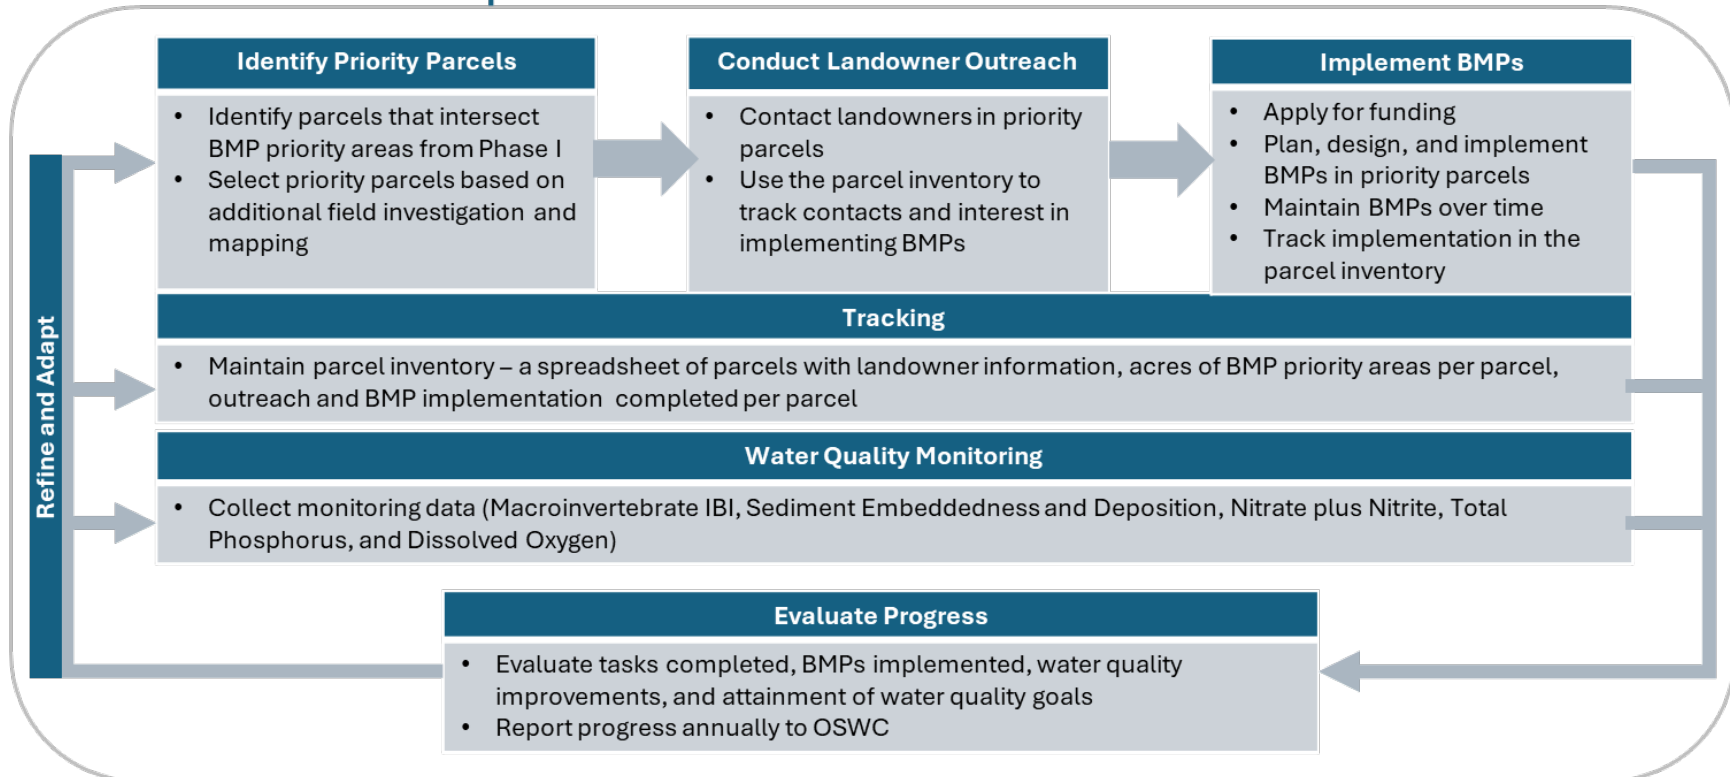 Identify Priority Parcels
• Identify parcels that intersect
BMP priority areas from Phase I
• Select priority parcels based on
additional field investigation and
mapping
Conduct Landowner Outreach
• Contact landowners in priority
parcels
• Use the parcel inventory to
track contacts and interest in
implementing BMPs
Implement BMPs
• Apply for funding
• Plan, design, and implement
BMPs in priority parcels
• Maintain BMPs over time
• Track implementation in the
parcel inventory
Refine and Adapt
Tracking
• Maintain parcel inventory – a spreadsheet of parcels with landowner information, acres of BMP priority areas per parcel,
outreach and BMP implementation completed per parcel
Water Quality Monitoring
• Collect monitoring data (Macroinvertebrate IBI, Sediment Embeddedness and Deposition, Nitrate plus Nitrite, Total
Phosphorus, and Dissolved Oxygen)
Evaluate Progress
• Evaluate tasks completed, BMPs implemented, water quality
improvements, and attainment of water quality goals
• Report progress annually to OSWC